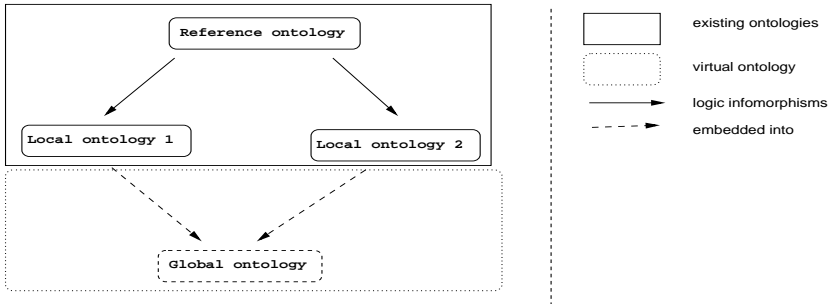 Reference ontology
Local ontology 1
Local ontology 2
Global ontology
existing ontologies
virtual ontology
logic infomorphisms
embedded into